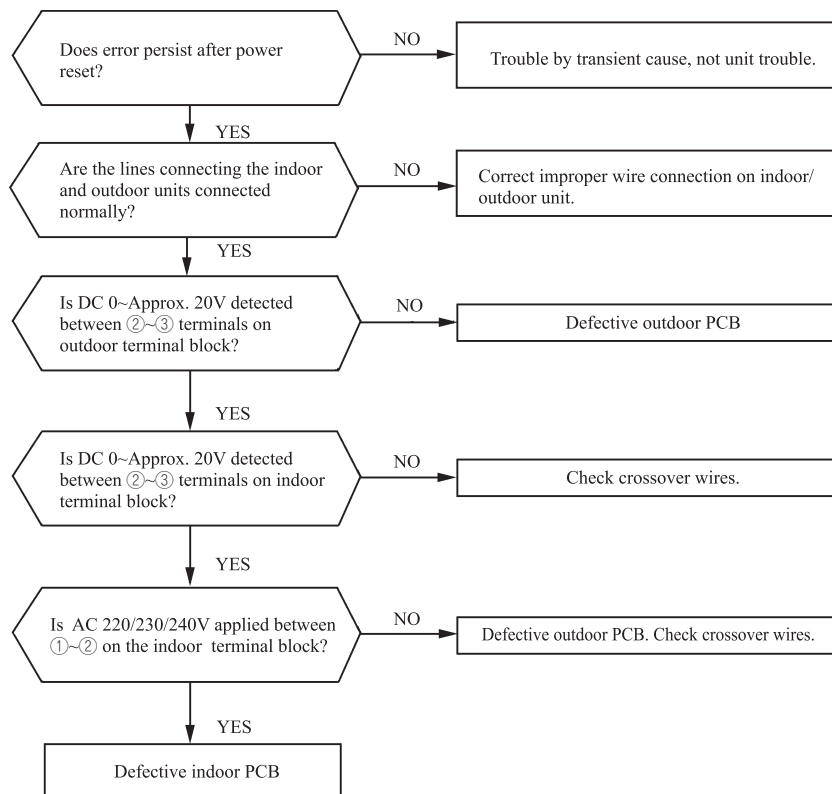 Does error persist after power
reset?
NO
Trouble by transient cause, not unit trouble.
YES
Are the lines connecting the indoor
and outdoor units connected
normally?
NO
Correct improper wire connection on indoor/
outdoor unit.
YES
Is DC 0~Approx. 20V detected
between ②~③ terminals on
outdoor terminal block?
NO
Defective outdoor PCB
YES
Is DC 0~Approx. 20V detected
between ②~③ terminals on indoor
terminal block?
NO
Check crossover wires.
YES
Is AC 220/230/240V applied between
①~② on the indoor terminal block?
NO
Defective outdoor PCB. Check crossover wires.
YES
Defective indoor PCB